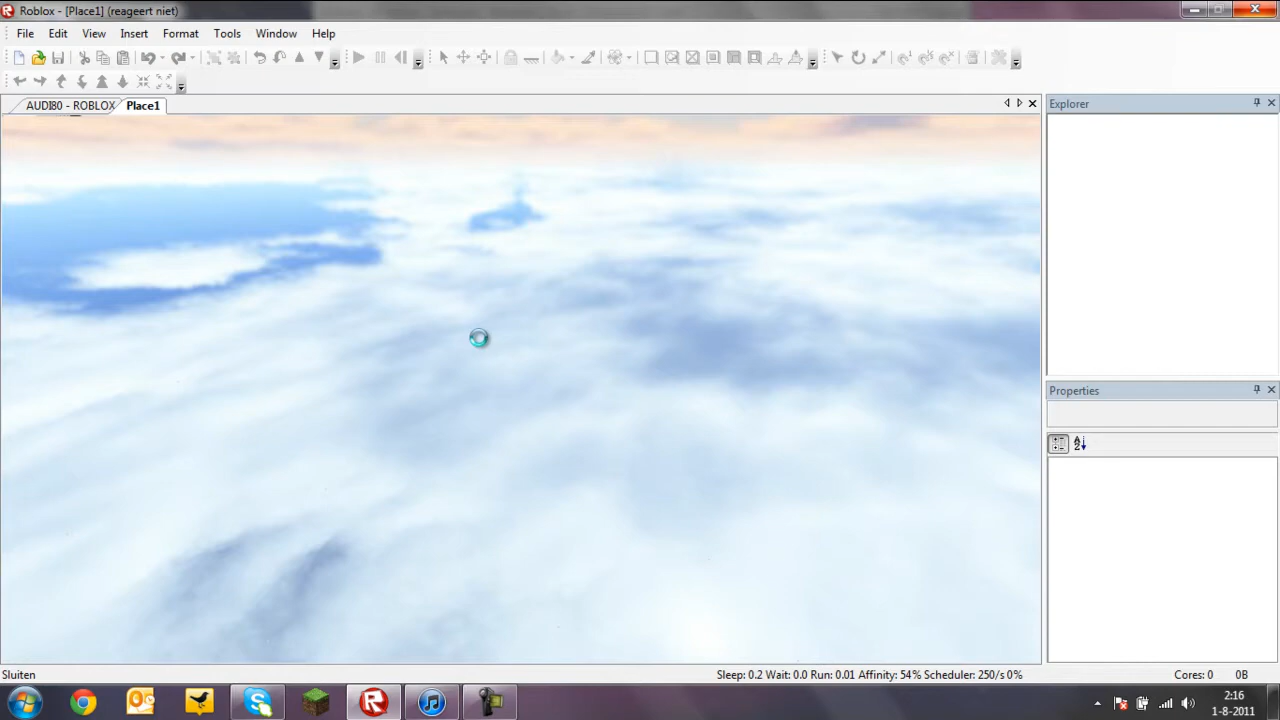 Roblox - [Place1] (reageert niet)
File Edit View Insert Format Tools Window Help
AUDI80 - ROBLOX Place1
Explorer
Properties
Sluiten
Sleep: 0.2 Wait: 0.0 Run: 0.01 Affinity: 54% Scheduler: 250/s 0%
Cores: 0
0B
2:16
1-8-2011